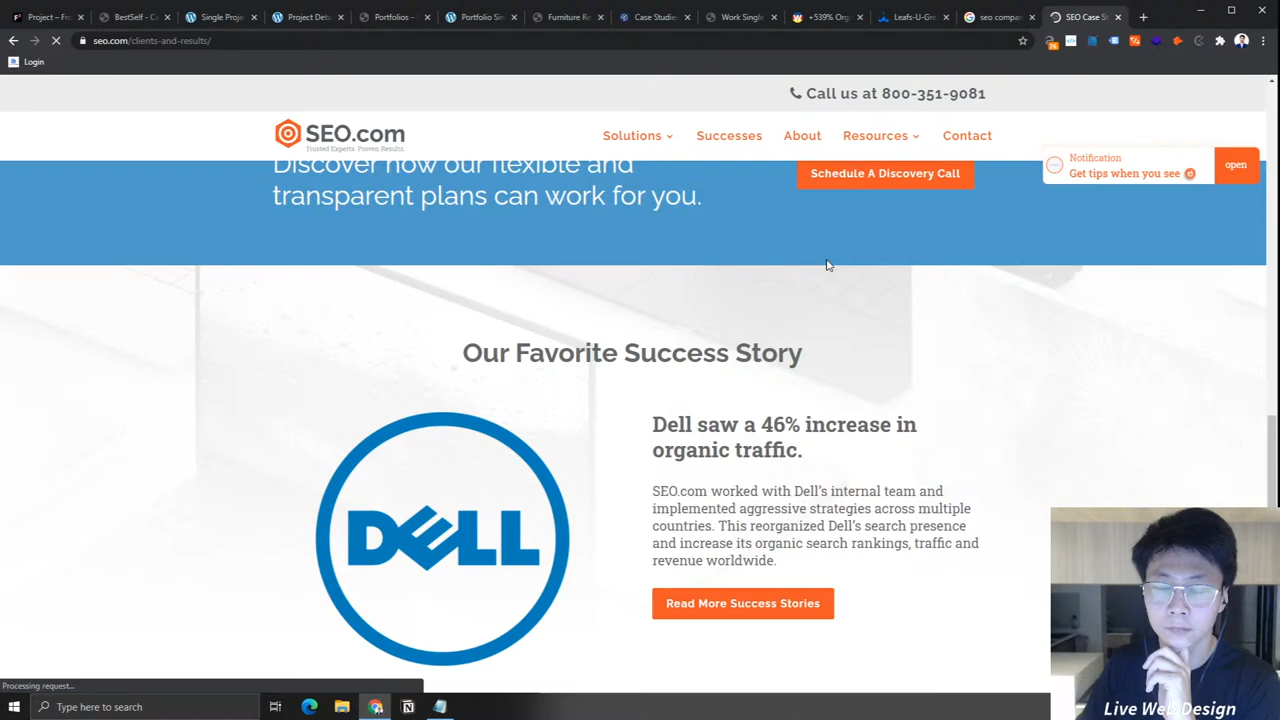 Project – F
BestSelf - C
Single Proje
Project Deta
Portfolios –
Portfolio Sin
Furniture Re
Case Studies
Work Single
+539% Org
Leafs-U-Gre
seo compan
SEO Case S
seo.com/clients-and-results/
76
Login
Call us at 800-351-9081
SEO.com
Trusted Experts. Proven Results.
Solutions
Successes
About
Resources
Contact
Discover how our flexible and
transparent plans can work for you.
Schedule A Discovery Call
Notification
Get tips when you see
open
Our Favorite Success Story
DELL
Dell saw a 46% increase in
organic traffic.
SEO.com worked with Dell's internal team and
implemented aggressive strategies across multiple
countries. This reorganized Dell's search presence
and increase its organic search rankings, traffic and
revenue worldwide.
Read More Success Stories
Processing request...
Type here to search
Live Web Design